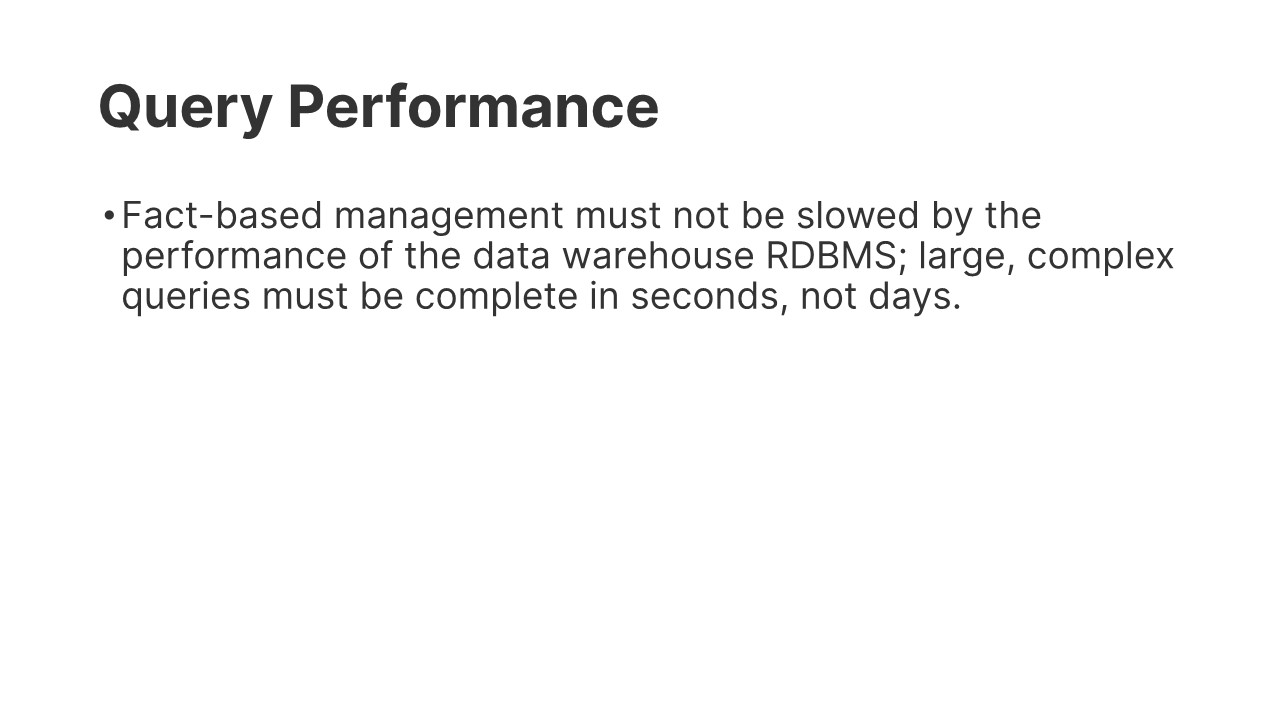 Query Performance
• Fact-based management must not be slowed by the
performance of the data warehouse RDBMS; large, complex
queries must be complete in seconds, not days.